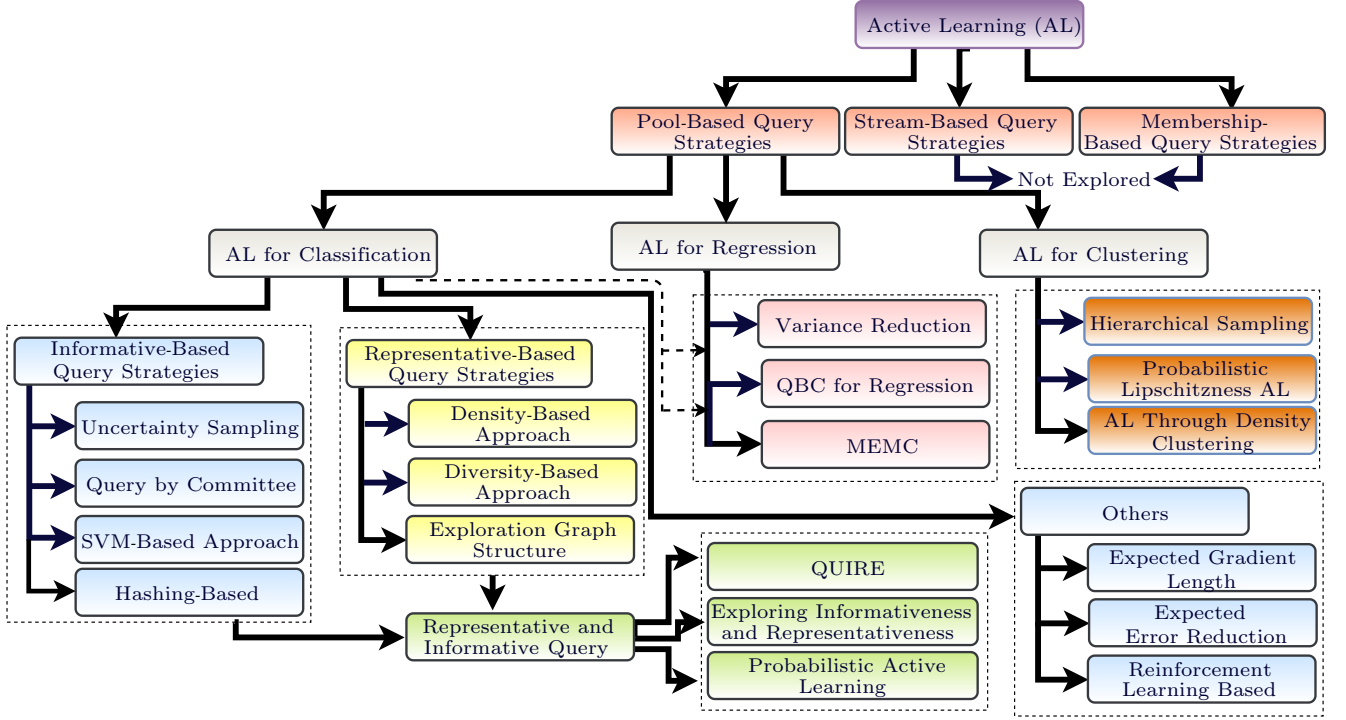 Active Learning (AL)
Pool-Based Query
Strategies
Stream-Based Query
Strategies
Membership-
Based Query Strategies
Not Explored
AL for Classification
AL for Regression
AL for Clustering
Informative-Based
Query Strategies
Uncertainty Sampling
Query by Committee
SVM-Based Approach
Hashing-Based
Representative-Based
Query Strategies
Density-Based
Approach
Diversity-Based
Approach
Exploration Graph
Structure
Variance Reduction
QBC for Regression
MEMC
Hierarchical Sampling
Probabilistic
Lipschitzness AL
AL Through Density
Clustering
Representative and
Informative Query
QUIRE
Exploring Informativeness
and Representativeness
Probabilistic Active
Learning
Others
Expected Gradient
Length
Expected
Error Reduction
Reinforcement
Learning Based